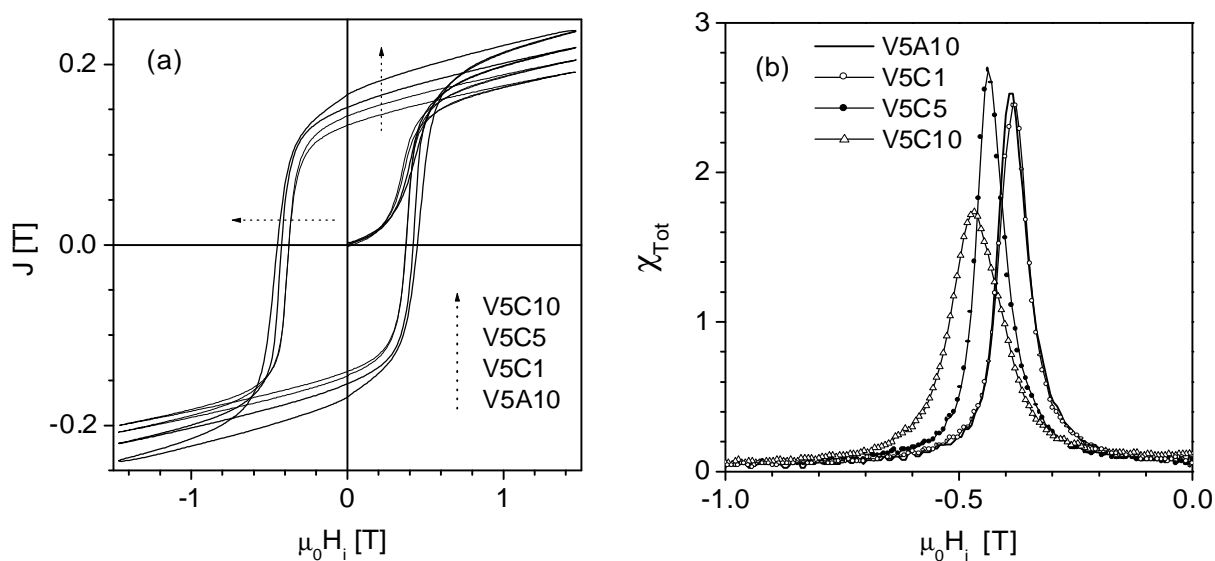 (a)
0.2
0.0
-0.2
J [T]
-1
0
1
μ₀Hᵢ [T]
V5C10
V5C5
V5C1
V5A10
(b)
V5A10
V5C1
V5C5
V5C10
3
2
1
0
χTot
-1.0
-0.5
0.0
μ₀Hᵢ [T]